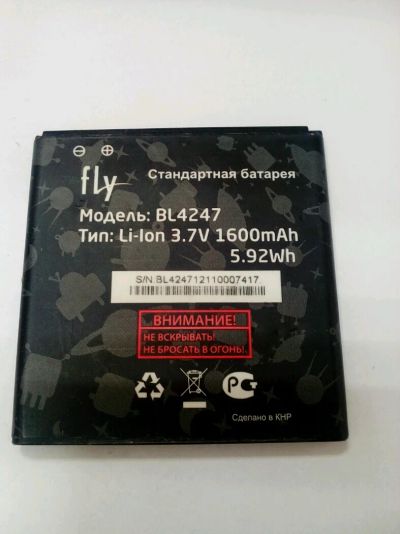 fly
Стандартная батарея
Модель: BL4247
Тип: Li-Ion 3.7V 1600mAh
5.92Wh
S/N:BL424712110007417
ВНИМАНИЕ!
НЕ ВСКРЫВАТЬ!
НЕ БРОСАТЬ В ОГОНЬ!
РС
Сделано в КНР